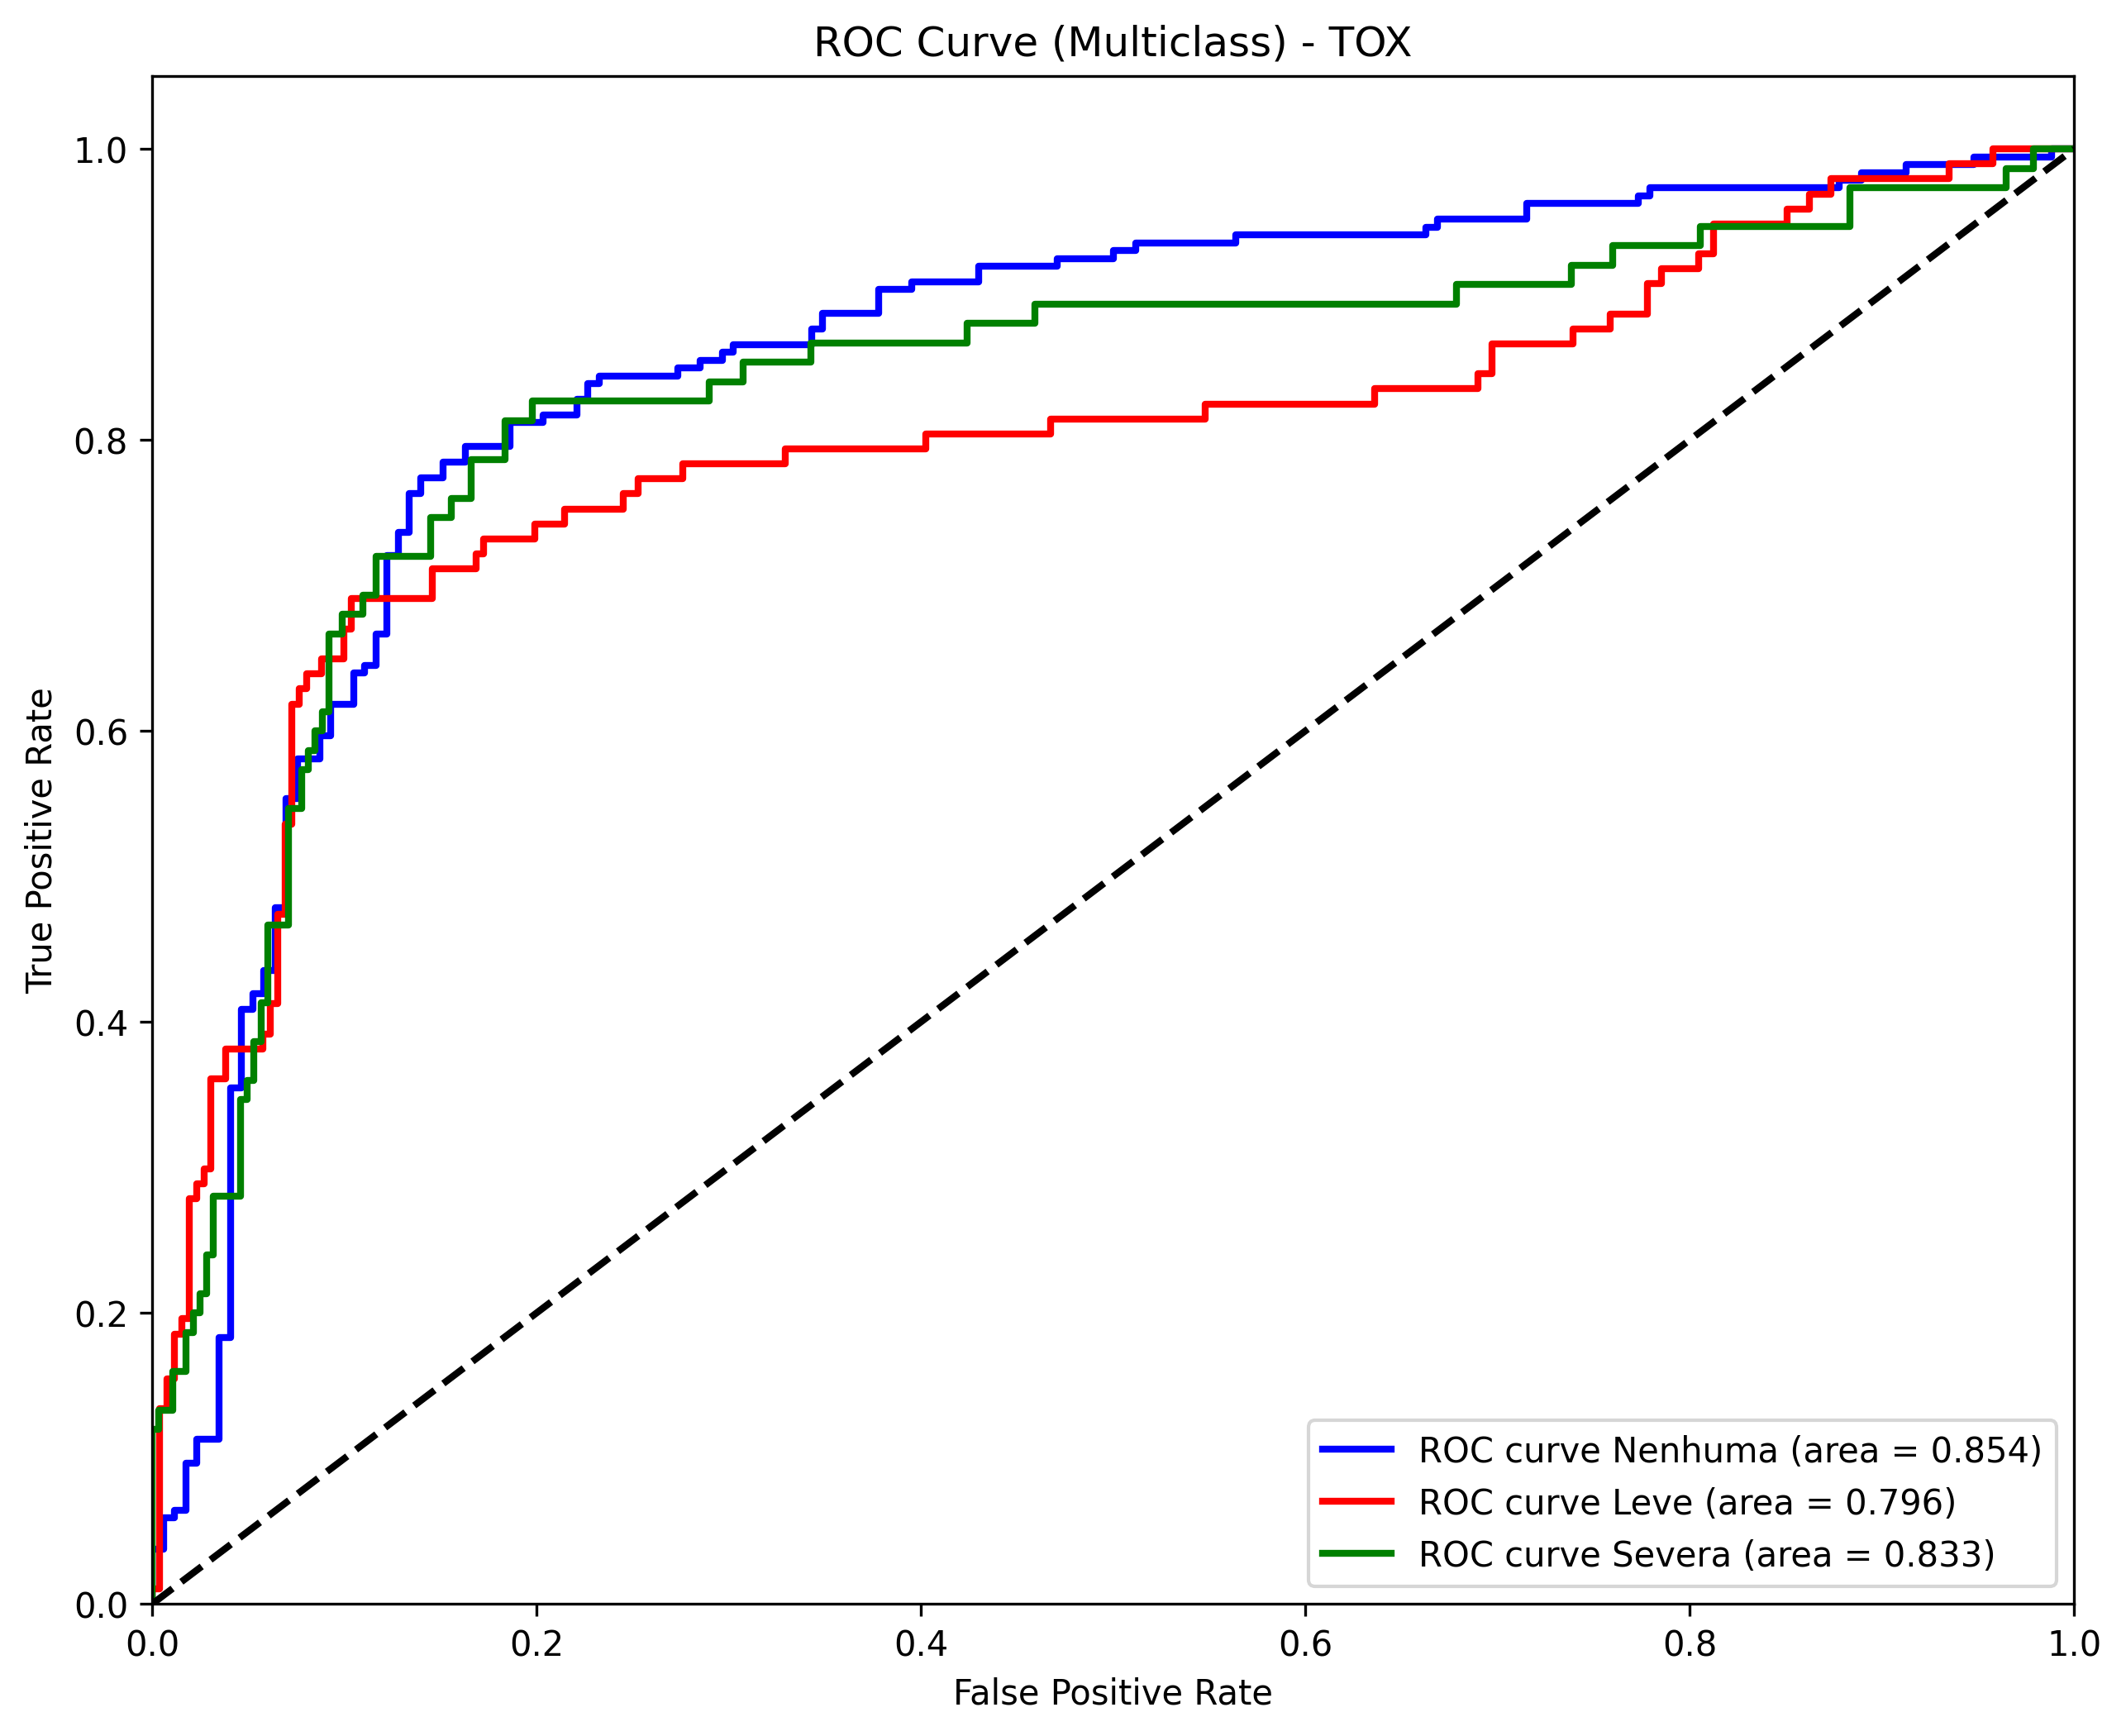 ROC Curve (Multiclass) - TOX
True Positive Rate
1.0
0.8
0.6
0.4
0.2
0.0
0.0 0.2 0.4 0.6 0.8 1.0
False Positive Rate
ROC curve Nenhuma (area = 0.854)
ROC curve Leve (area = 0.796)
ROC curve Severa (area = 0.833)